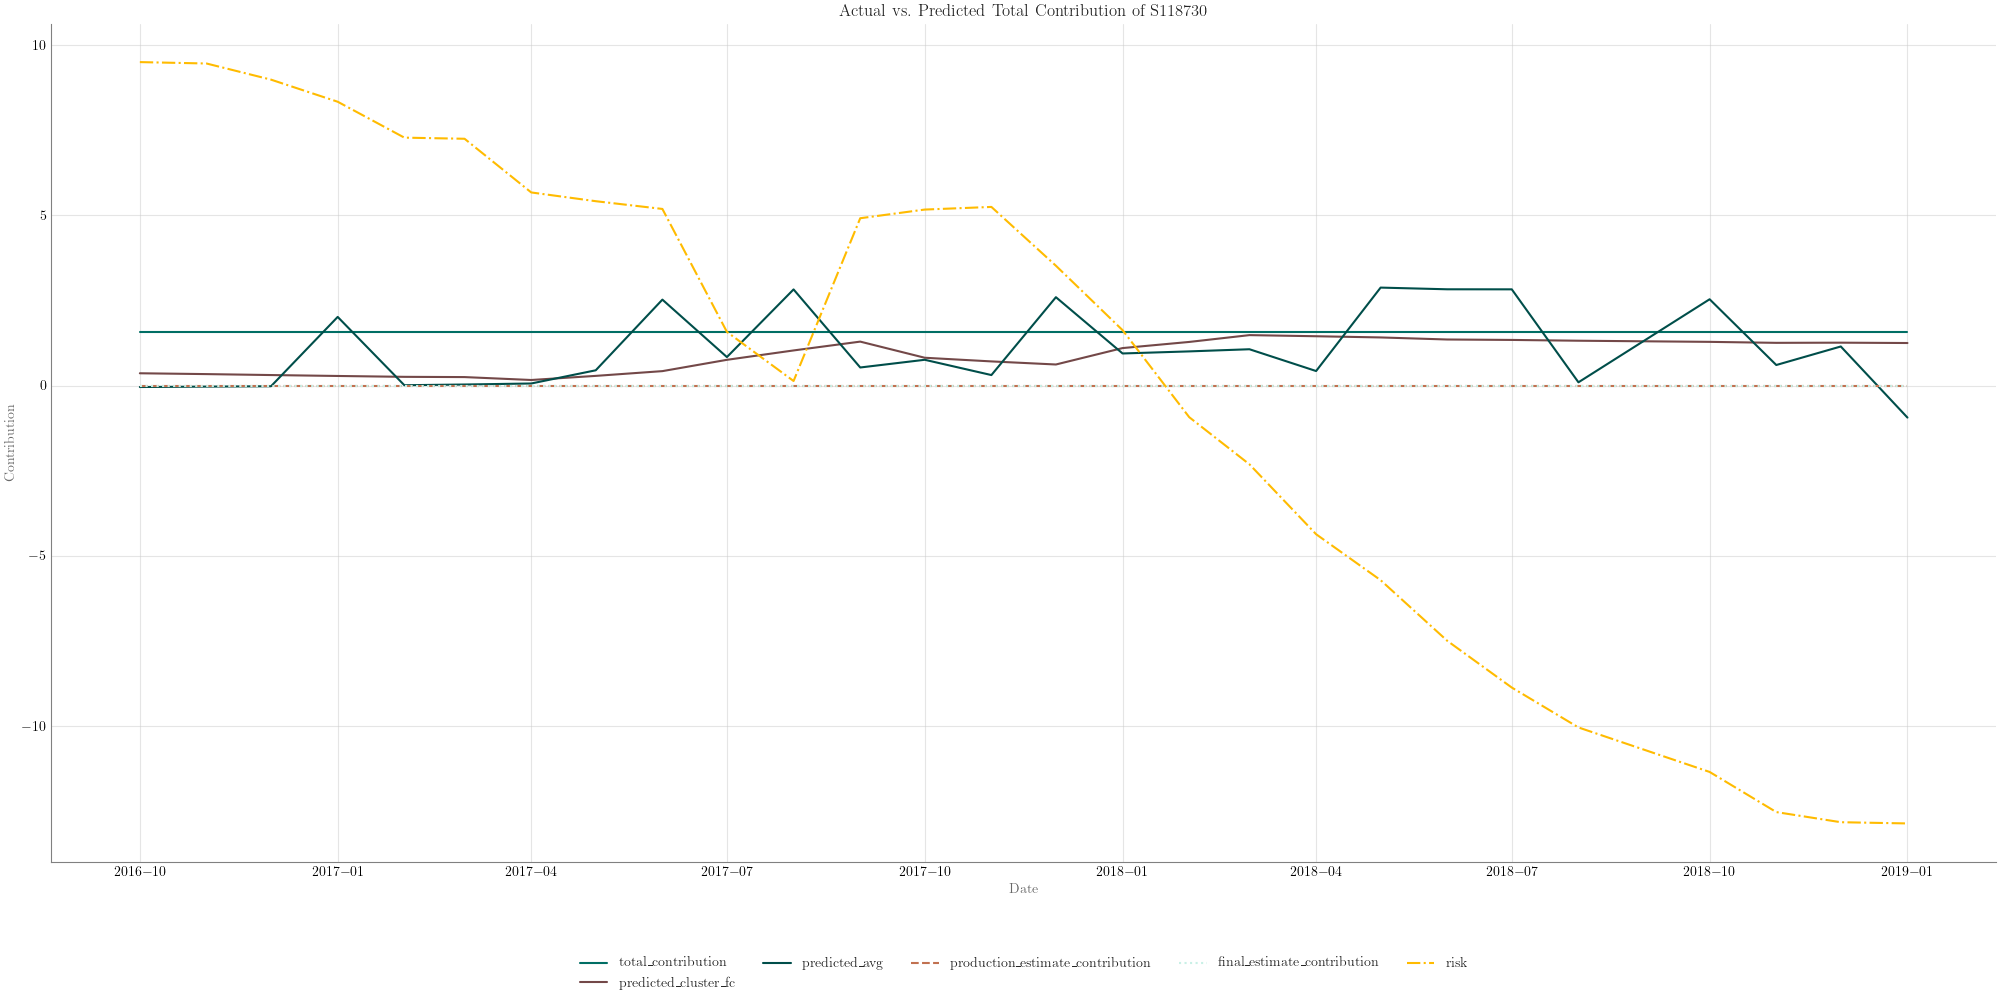 Actual vs. Predicted Total Contribution of S118730
10
5
0
−5
−10
Contribution
2016−10 2017−01 2017−04 2017−07 2017−10 2018−01 2018−04 2018−07 2018−10 2019−01
Date
total_contribution predicted_avg production_estimate_contribution final_estimate_contribution risk
predicted_cluster_fc